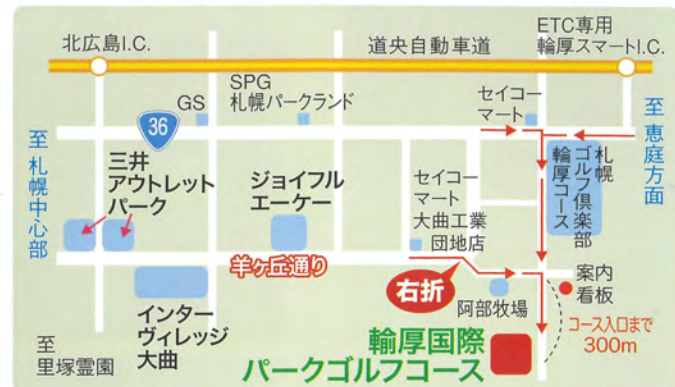 北広島I.C.
道央自動車道
ETC専用
輪厚スマートI.C.
GS
SPG
札幌パークランド
セイコー
マート
36
至 札幌中心部
至 恵庭方面
三井
アウトレット
パーク
ジョイフル
エーケー
セイコー
マート
大曲工業
団地店
札幌
ゴルフ倶楽部
輪厚コース
羊ヶ丘通り
インター
ヴィレッジ
大曲
右折
阿部牧場
案内
看板
至
里塚霊園
輪厚国際
パークゴルフコース
コース入口まで
300m